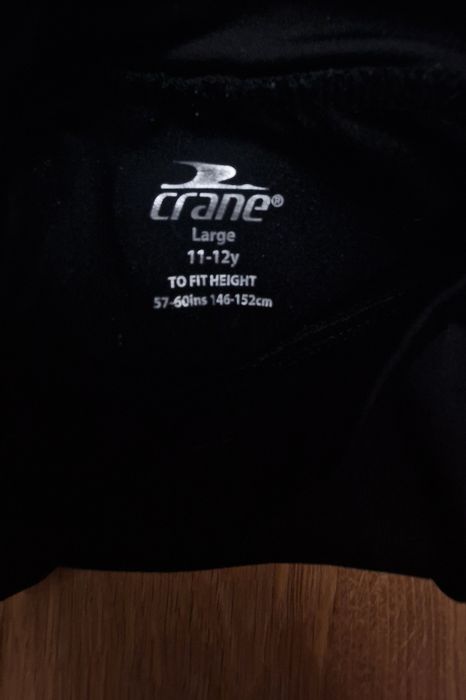 crane®
Large
11-12y
TO FIT HEIGHT
57-60ins 146-152cm